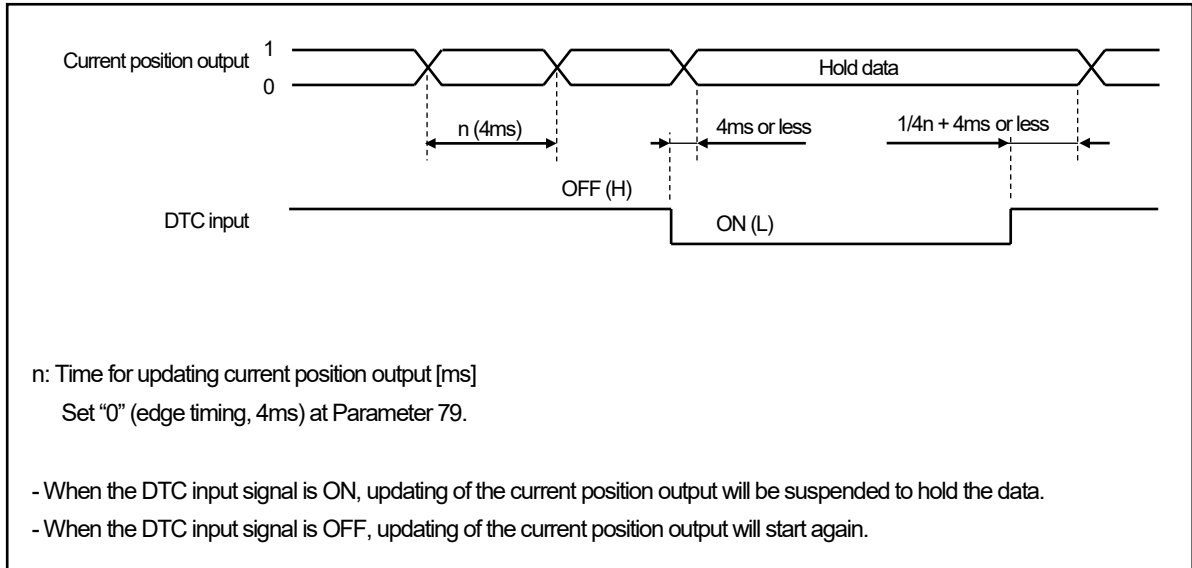 Current position output
1
0
Hold data
n (4ms)
4ms or less
1/4n + 4ms or less
OFF (H)
DTC input
ON (L)
n: Time for updating current position output [ms]
Set “0” (edge timing, 4ms) at Parameter 79.
- When the DTC input signal is ON, updating of the current position output will be suspended to hold the data.
- When the DTC input signal is OFF, updating of the current position output will start again.